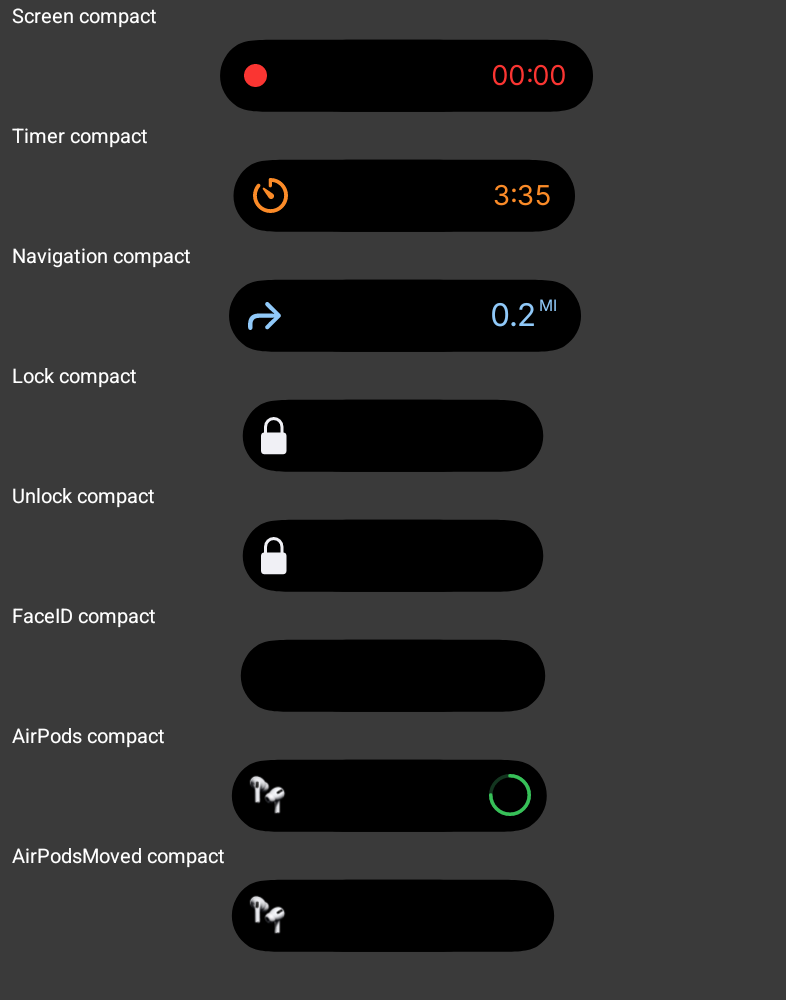 Screen compact
00:00
Timer compact
3:35
Navigation compact
0.2 MI
Lock compact
Unlock compact
FaceID compact
AirPods compact
AirPodsMoved compact